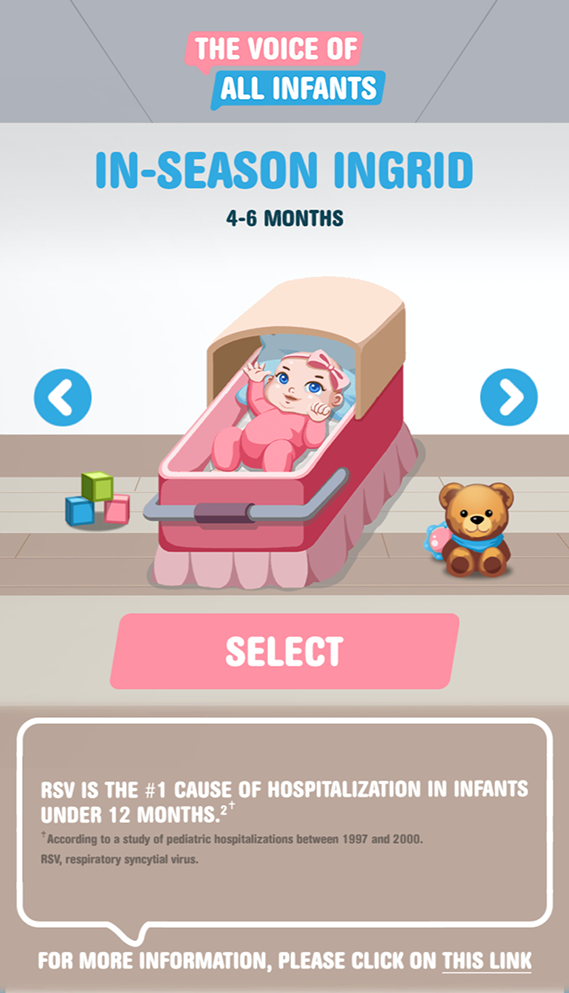 THE VOICE OF
ALL INFANTS
IN-SEASON INGRID
4-6 MONTHS
SELECT
RSV IS THE #1 CAUSE OF HOSPITALIZATION IN INFANTS
UNDER 12 MONTHS.²†
†According to a study of pediatric hospitalizations between 1997 and 2000.
RSV, respiratory syncytial virus.
FOR MORE INFORMATION, PLEASE CLICK ON THIS LINK